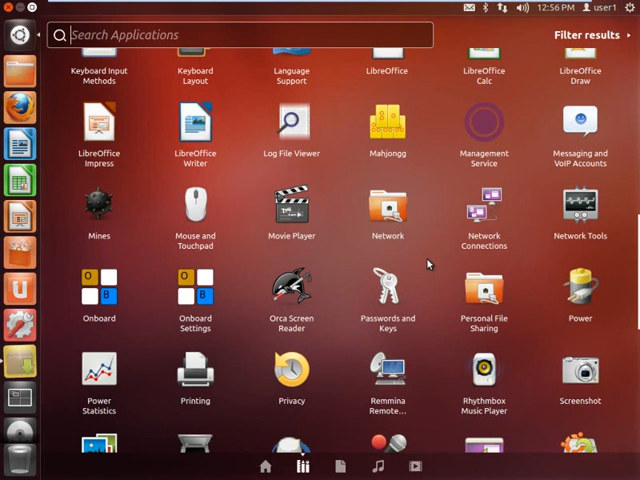 12:56 PM user1
Search Applications
Filter results
Keyboard Input
Methods
Keyboard
Layout
Language
Support
LibreOffice
LibreOffice
Calc
LibreOffice
Draw
LibreOffice
Impress
LibreOffice
Writer
Log File Viewer
Mahjongg
Management
Service
Messaging and
VoIP Accounts
Mines
Mouse and
Touchpad
Movie Player
Network
Network
Connections
Network Tools
O
B
Onboard
O
B
Onboard
Settings
Orca Screen
Reader
Passwords and
Keys
Personal File
Sharing
Power
Power
Statistics
Printing
Privacy
Remmina
Remote...
Rhythmbox
Music Player
Screenshot